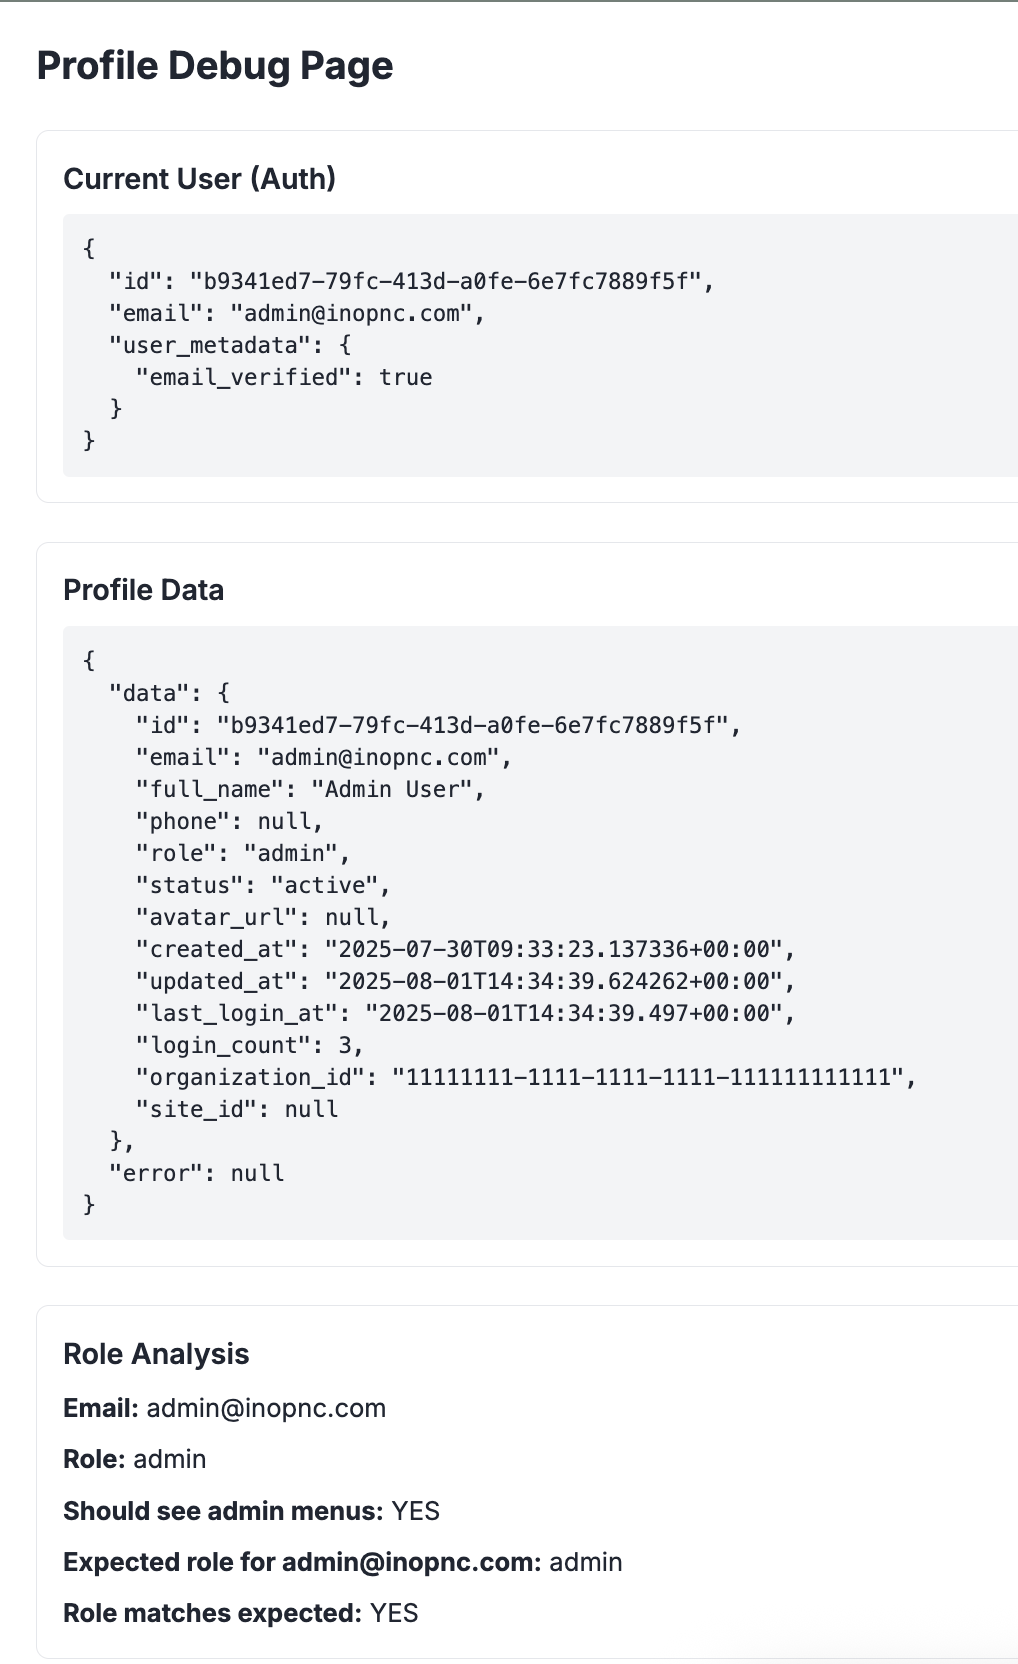 Profile Debug Page
Current User (Auth)
{
  "id": "b9341ed7-79fc-413d-a0fe-6e7fc7889f5f",
  "email": "admin@inopnc.com",
  "user_metadata": {
    "email_verified": true
  }
}
Profile Data
{
  "data": {
    "id": "b9341ed7-79fc-413d-a0fe-6e7fc7889f5f",
    "email": "admin@inopnc.com",
    "full_name": "Admin User",
    "phone": null,
    "role": "admin",
    "status": "active",
    "avatar_url": null,
    "created_at": "2025-07-30T09:33:23.137336+00:00",
    "updated_at": "2025-08-01T14:34:39.624262+00:00",
    "last_login_at": "2025-08-01T14:34:39.497+00:00",
    "login_count": 3,
    "organization_id": "11111111-1111-1111-1111-111111111111",
    "site_id": null
  },
  "error": null
}
Role Analysis
Email: admin@inopnc.com
Role: admin
Should see admin menus: YES
Expected role for admin@inopnc.com: admin
Role matches expected: YES